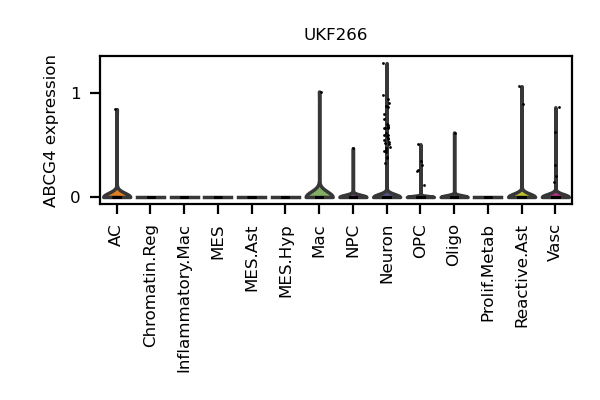 UKF266
ABCG4 expression
1
0
AC
Chromatin.Reg
Inflammatory.Mac
MES
MES.Ast
MES.Hyp
Mac
NPC
Neuron
OPC
Oligo
Prolif.Metab
Reactive.Ast
Vasc